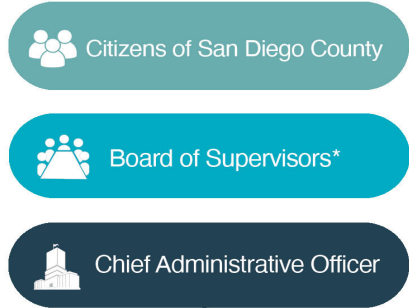 Citizens of San Diego County
Board of Supervisors*
Chief Administrative Officer